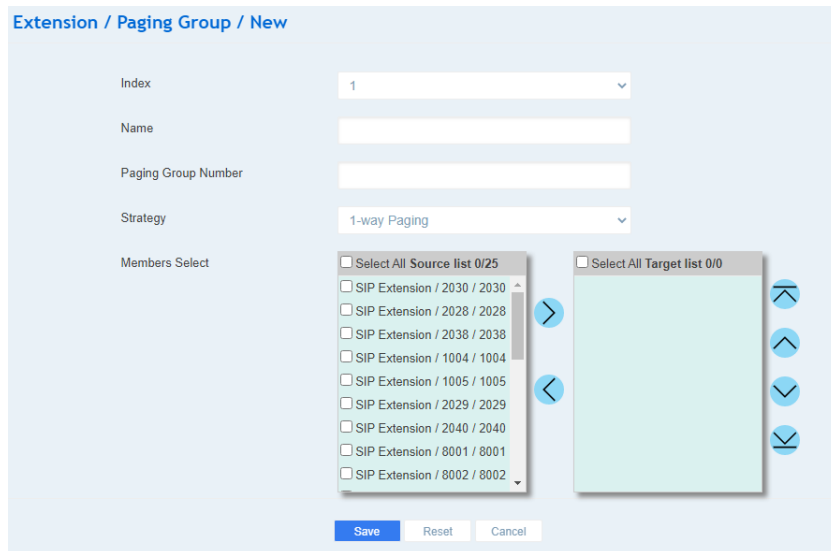 Extension / Paging Group / New
Index
1
Name
Paging Group Number
Strategy
1-way Paging
Members Select
Select All Source list 0/25
Select All Target list 0/0
SIP Extension / 2030 / 2030
SIP Extension / 2028 / 2028
SIP Extension / 2038 / 2038
SIP Extension / 1004 / 1004
SIP Extension / 1005 / 1005
SIP Extension / 2029 / 2029
SIP Extension / 2040 / 2040
SIP Extension / 8001 / 8001
SIP Extension / 8002 / 8002
Save Reset Cancel